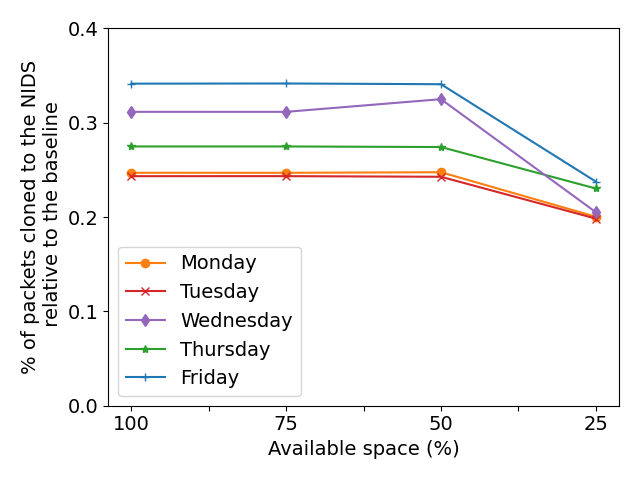 0.4
0.3
0.2
0.1
0.0
% of packets cloned to the NIDS
relative to the baseline
Monday
Tuesday
Wednesday
Thursday
Friday
100
75
50
25
Available space (%)